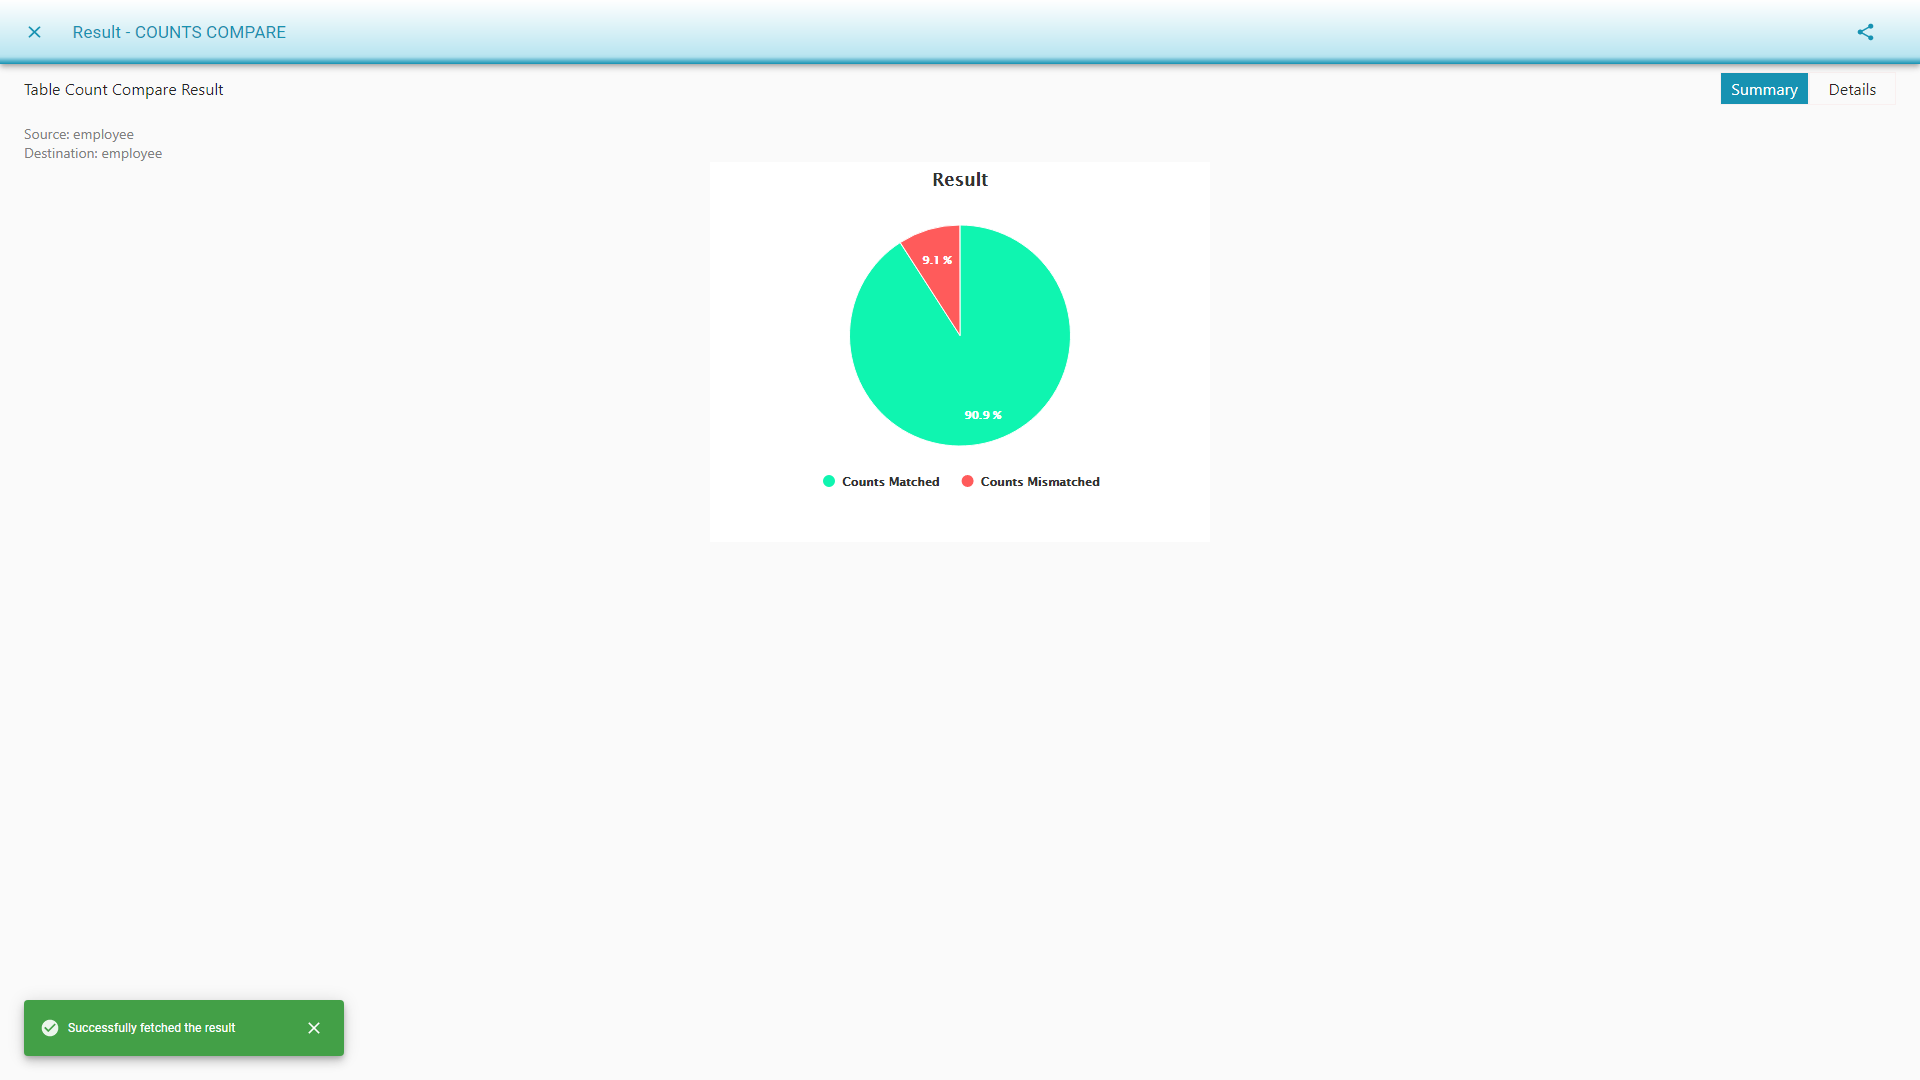 Result - COUNTS COMPARE
Table Count Compare Result
Summary
Details
Source: employee
Destination: employee
Result
9.1 %
90.9 %
Counts Matched
Counts Mismatched
Successfully fetched the result